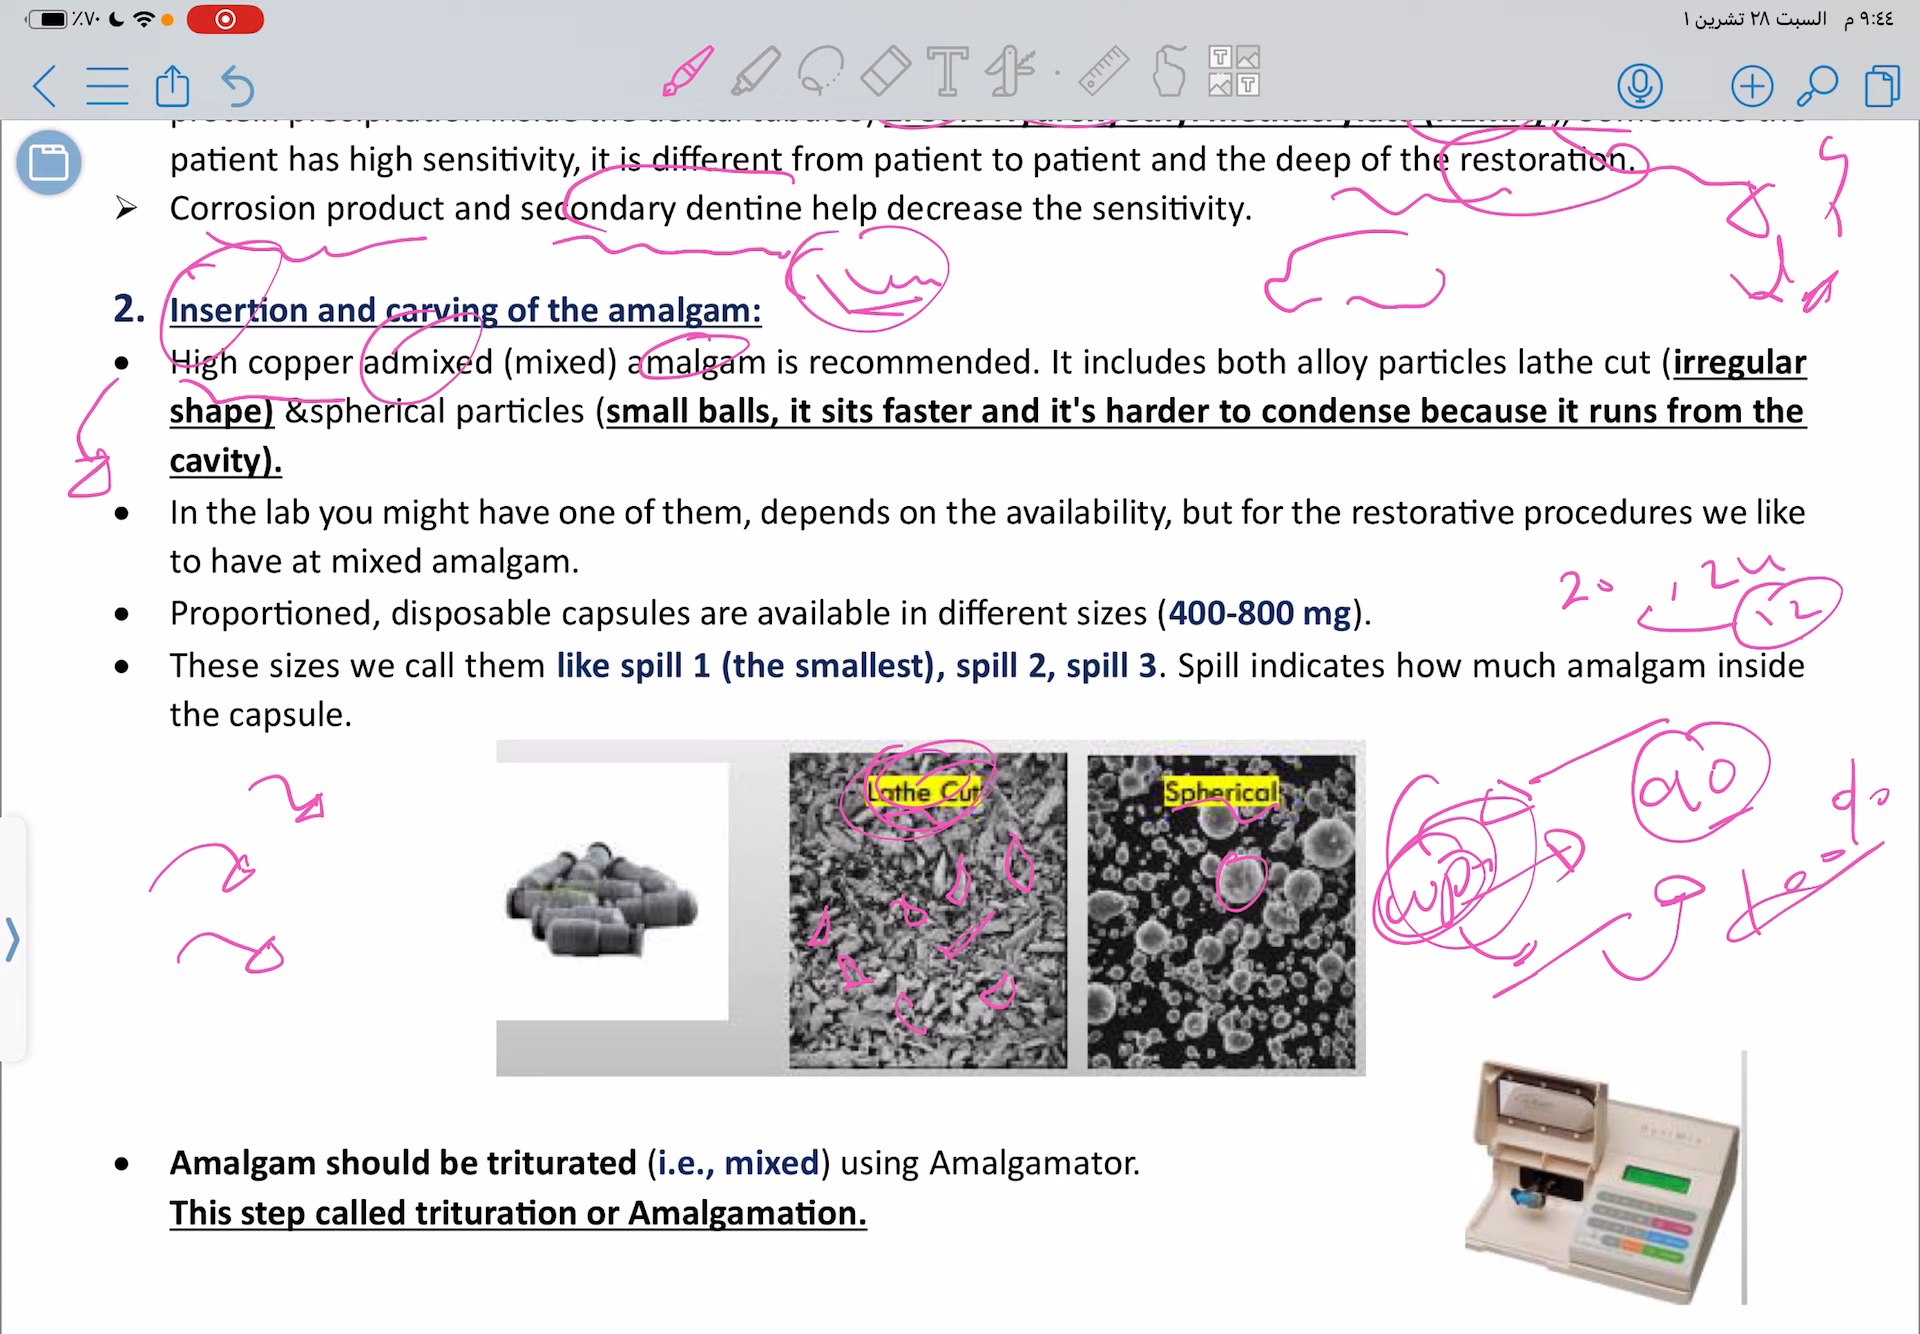 ٪٧٠
٩:٤٤ م السبت ٢٨ تشرين ١
patient has high sensitivity, it is different from patient to patient and the deep of the restoration.
➢ Corrosion product and secondary dentine help decrease the sensitivity.
2. Insertion and carving of the amalgam:
• High copper admixed (mixed) amalgam is recommended. It includes both alloy particles lathe cut (irregular
shape) &spherical particles (small balls, it sits faster and it's harder to condense because it runs from the
cavity).
• In the lab you might have one of them, depends on the availability, but for the restorative procedures we like
to have at mixed amalgam.
20 , 24
12
• Proportioned, disposable capsules are available in different sizes (400-800 mg).
• These sizes we call them like spill 1 (the smallest), spill 2, spill 3. Spill indicates how much amalgam inside
the capsule.
Lathe Cut
Spherical
• Amalgam should be triturated (i.e., mixed) using Amalgamator.
This step called trituration or Amalgamation.